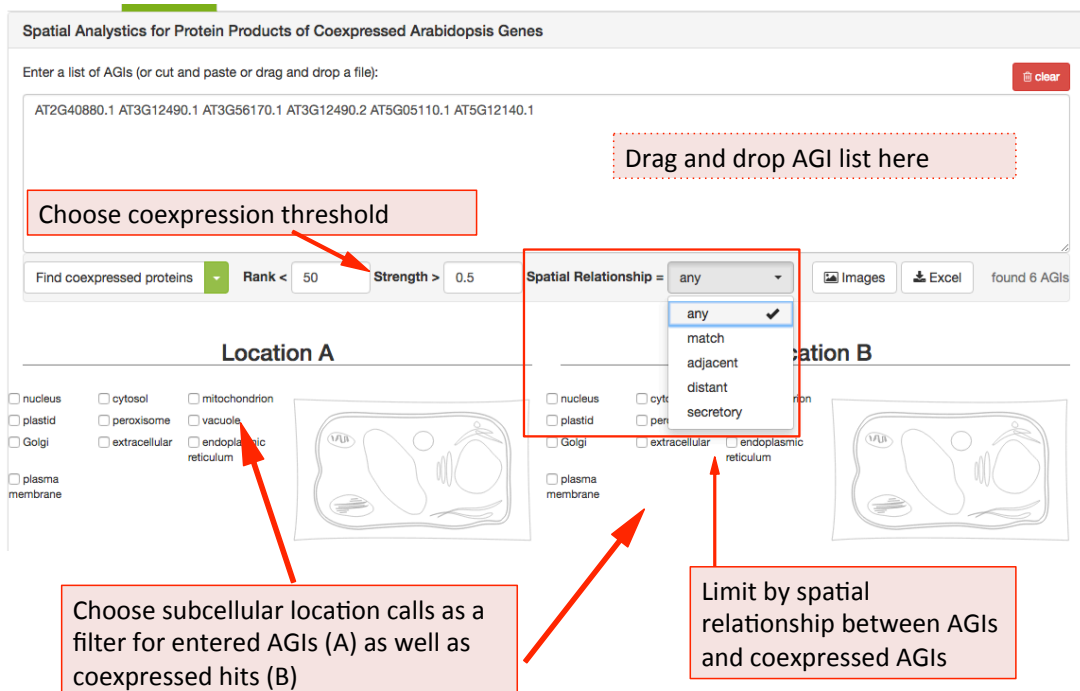 Spatial Analystics for Protein Products of Coexpressed Arabidopsis Genes
Enter a list of AGIs (or cut and paste or drag and drop a file):
clear
AT2G40880.1 AT3G12490.1 AT3G56170.1 AT3G12490.2 AT5G05110.1 AT5G12140.1
Drag and drop AGI list here
Choose coexpression threshold
Find coexpressed proteins Rank < 50 Strength > 0.5 Spatial Relationship = any Images Excel found 6 AGIs
any
match
adjacent
distant
secretory
Location A
nucleus cytosol mitochondrion
plastid peroxisome vacuole
Golgi extracellular endoplasmic
reticulum
plasma
membrane
cation B
nucleus cyt on
plastid per
Golgi extracellular endoplasmic
reticulum
plasma
membrane
Choose subcellular location calls as a
filter for entered AGIs (A) as well as
coexpressed hits (B)
Limit by spatial
relationship between AGIs
and coexpressed AGIs